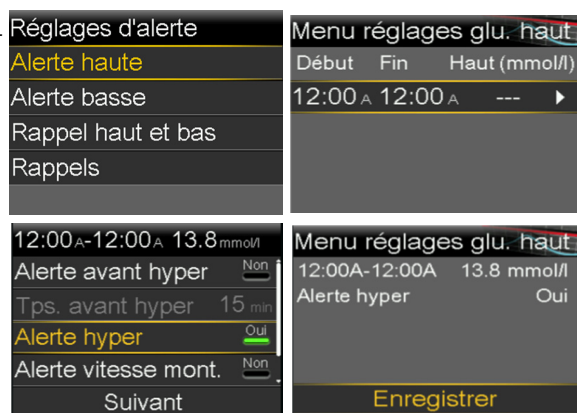 Réglages d'alerte
Alerte haute
Alerte basse
Rappel haut et bas
Rappels
Menu réglages glu. haut
Début Fin Haut (mmol/l)
12:00 A 12:00 A ---
12:00 A-12:00 A 13.8 mmol/l
Alerte avant hyper Non
Tps. avant hyper 15 min
Alerte hyper Oui
Alerte vitesse mont. Non
Suivant
Menu réglages glu. haut
12:00A-12:00A 13.8 mmol/l
Alerte hyper Oui
Enregistrer